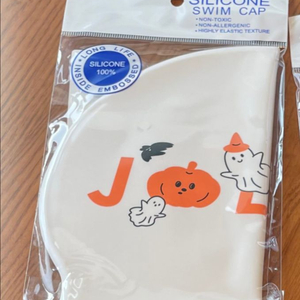 SILICONE
SWIM CAP
• NON-TOXIC
• NON-ALLERGENIC
• HIGHLY ELASTIC TEXTURE
LONG LIFE
SILICONE
100%
INSIDE EMBOSSED
J L